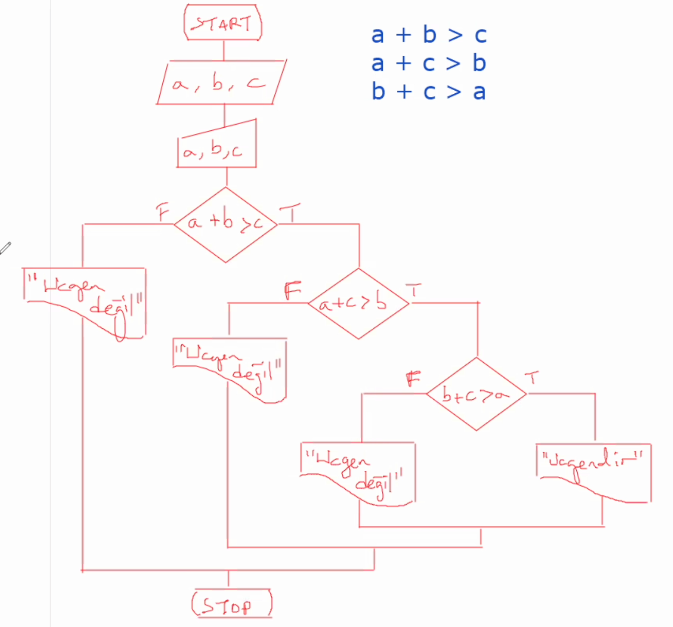 START
a + b > c
a + c > b
b + c > a
a, b, c
a, b, c
F
a + b > c
T
"Üçgen
değil"
F
a + c > b
T
"Üçgen
değil"
F
b + c > a
T
"Üçgen
değil"
"Üçgendir"
STOP